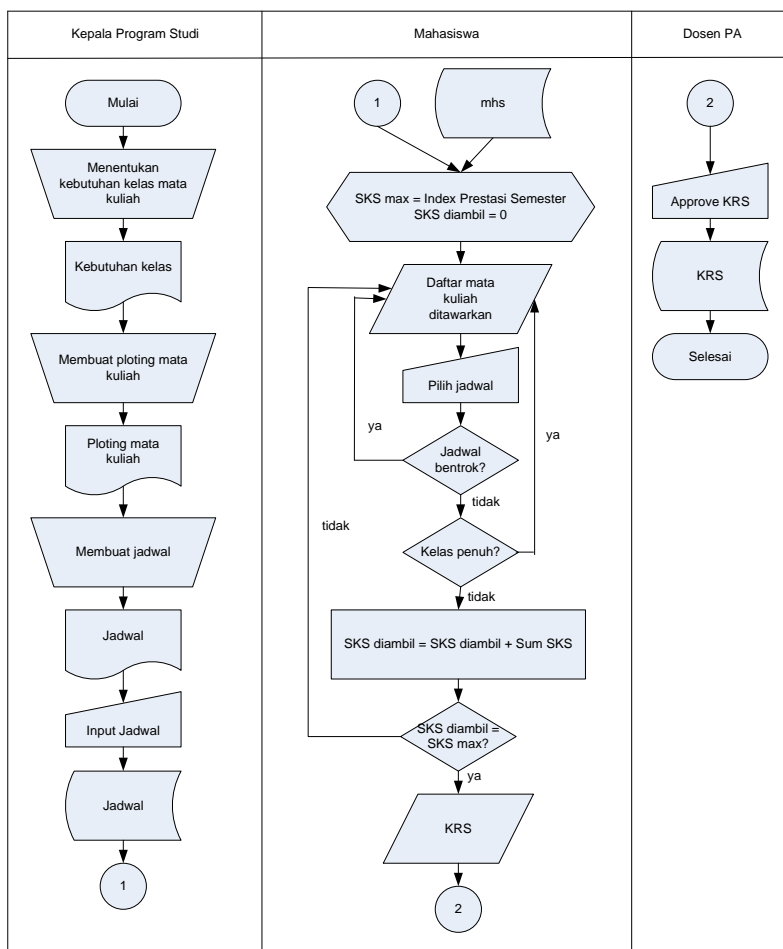 Kepala Program Studi
Mulai
Menentukan
kebutuhan kelas mata
kuliah
Kebutuhan kelas
Membuat ploting mata
kuliah
Ploting mata
kuliah
Membuat jadwal
Jadwal
Input Jadwal
Jadwal
1
Mahasiswa
1
mhs
SKS max = Index Prestasi Semester
SKS diambil = 0
Daftar mata
kuliah
ditawarkan
Pilih jadwal
ya
Jadwal
bentrok?
ya
tidak
tidak
Kelas penuh?
tidak
SKS diambil = SKS diambil + Sum SKS
SKS diambil =
SKS max?
ya
KRS
2
Dosen PA
2
Approve KRS
KRS
Selesai